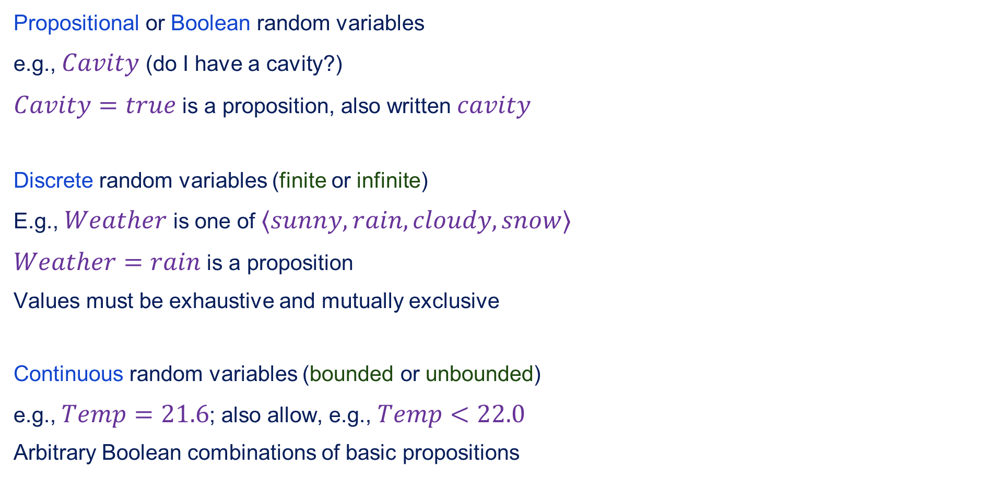 Propositional or Boolean random variables
e.g., Cavity (do I have a cavity?)
Cavity = true is a proposition, also written cavity
Discrete random variables (finite or infinite)
E.g., Weather is one of ⟨sunny, rain, cloudy, snow⟩
Weather = rain is a proposition
Values must be exhaustive and mutually exclusive
Continuous random variables (bounded or unbounded)
e.g., Temp = 21.6; also allow, e.g., Temp < 22.0
Arbitrary Boolean combinations of basic propositions